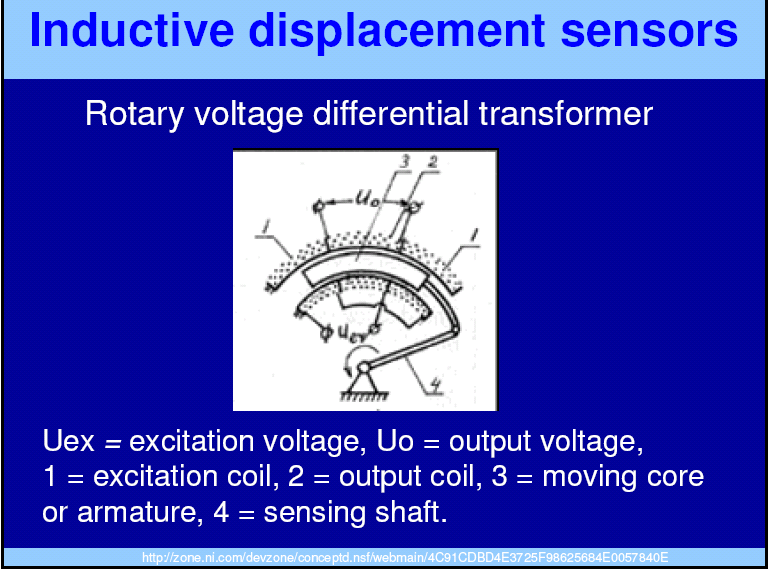 Inductive displacement sensors
Rotary voltage differential transformer
3 2
Uo
1 1
Uex
4
Uex = excitation voltage, Uo = output voltage,
1 = excitation coil, 2 = output coil, 3 = moving core
or armature, 4 = sensing shaft.
http://zone.ni.com/devzone/conceptd.nsf/webmain/4C91CDBD4E3725F98625684E0057840E